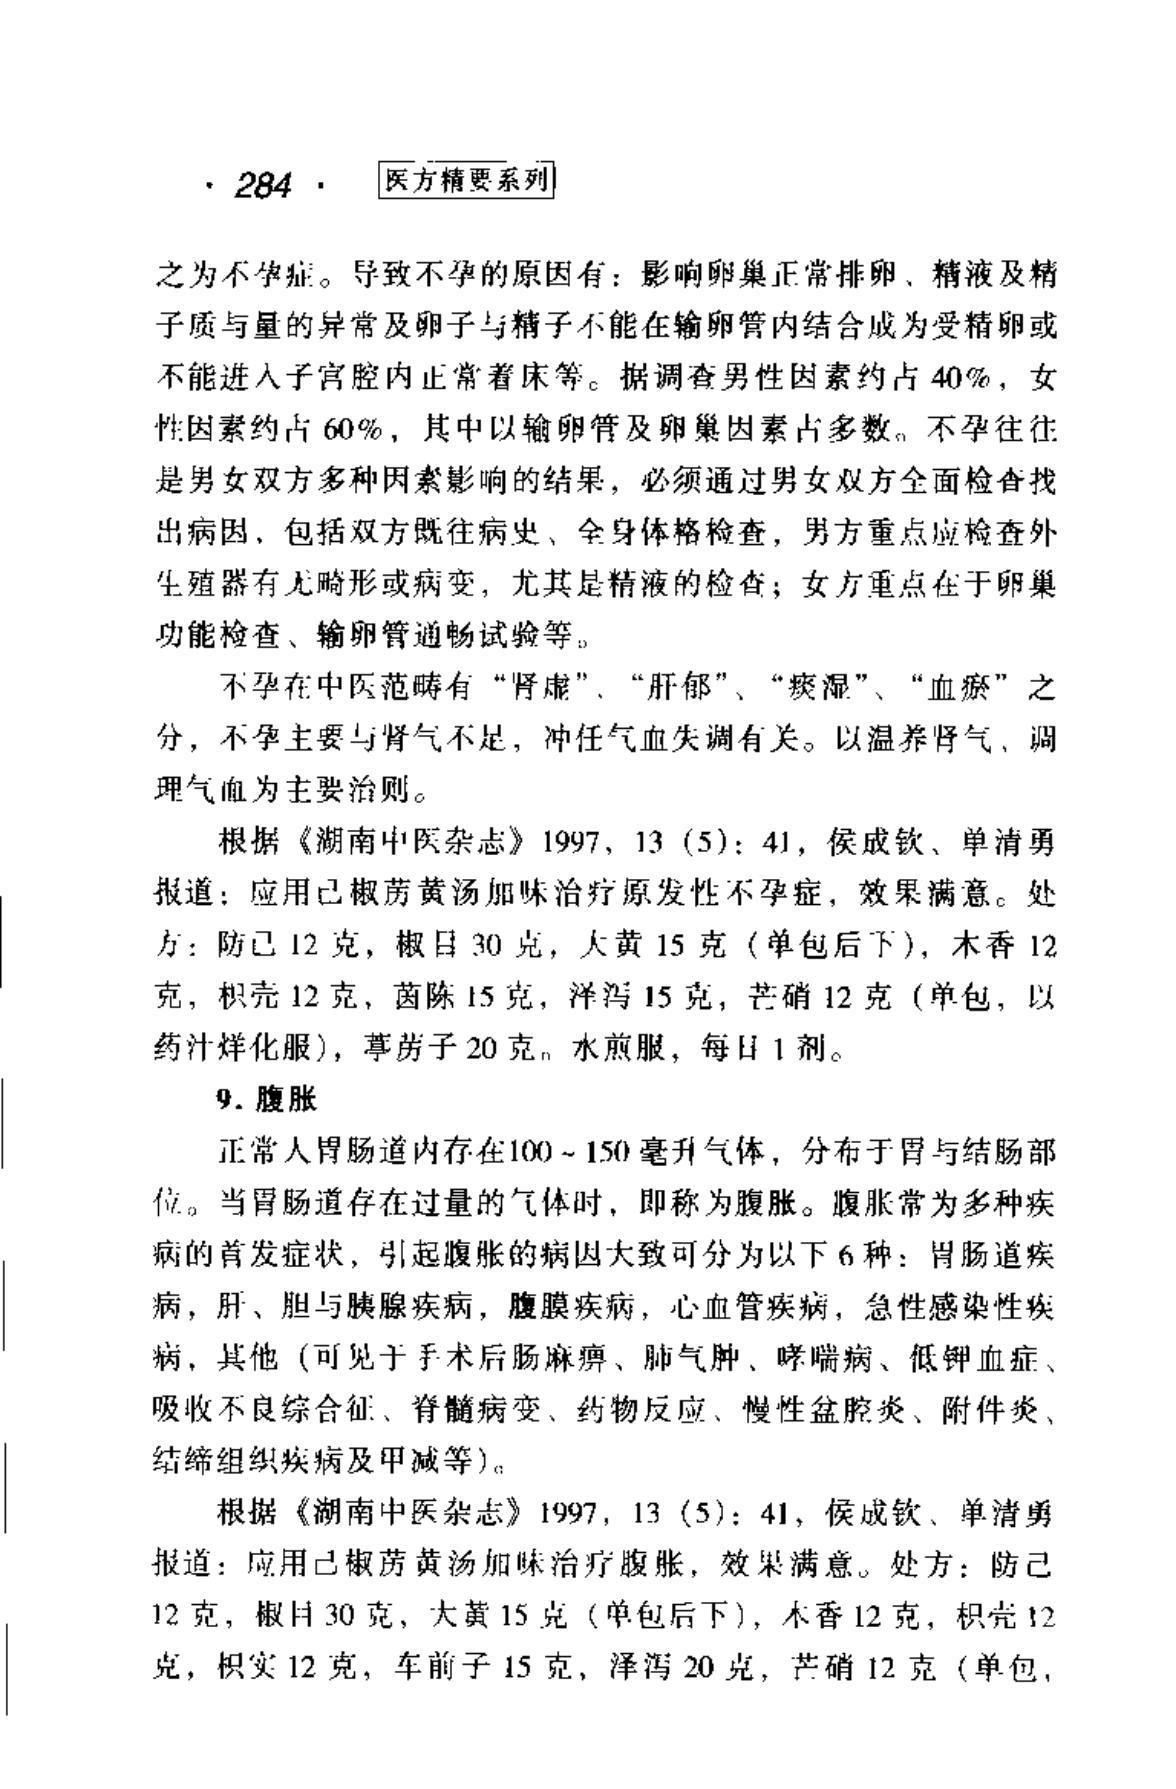 · 284 · 医方精要系列
之为不孕症。导致不孕的原因有：影响卵巢正常排卵、精液及精
子质与量的异常及卵子与精子不能在输卵管内结合成为受精卵或
不能进入子宫腔内正常着床等。据调查男性因素约占 40%，女
性因素约占 60%，其中以输卵管及卵巢因素占多数。不孕往往
是男女双方多种因素影响的结果，必须通过男女双方全面检查找
出病因，包括双方既往病史、全身体格检查，男方重点应检查外
生殖器有无畸形或病变，尤其是精液的检查；女方重点在于卵巢
功能检查、输卵管通畅试验等。
不孕在中医范畴有“肾虚”、“肝郁”、“痰湿”、“血瘀”之
分，不孕主要与肾气不足，冲任气血失调有关。以温养肾气、调
理气血为主要治则。
根据《湖南中医杂志》1997，13（5）：41，侯成钦、单清勇
报道：应用己椒苈黄汤加味治疗原发性不孕症，效果满意。处
方：防己 12 克，椒目 30 克，大黄 15 克（单包后下），木香 12
克，枳壳 12 克，茵陈 15 克，泽泻 15 克，芒硝 12 克（单包，以
药汁烊化服），葶苈子 20 克。水煎服，每日 1 剂。
9. 腹胀
正常人胃肠道内存在100～150 毫升气体，分布于胃与结肠部
位。当胃肠道存在过量的气体时，即称为腹胀。腹胀常为多种疾
病的首发症状，引起腹胀的病因大致可分为以下 6 种：胃肠道疾
病，肝、胆与胰腺疾病，腹膜疾病，心血管疾病，急性感染性疾
病，其他（可见于手术后肠麻痹、肺气肿、哮喘病、低钾血症、
吸收不良综合征、脊髓病变、药物反应、慢性盆腔炎、附件炎、
结缔组织疾病及甲减等）。
根据《湖南中医杂志》1997，13（5）：41，侯成钦、单清勇
报道：应用己椒苈黄汤加味治疗腹胀，效果满意。处方：防己
12 克，椒目 30 克，大黄 15 克（单包后下），木香 12 克，枳壳 12
克，枳实 12 克，车前子 15 克，泽泻 20 克，芒硝 12 克（单包，